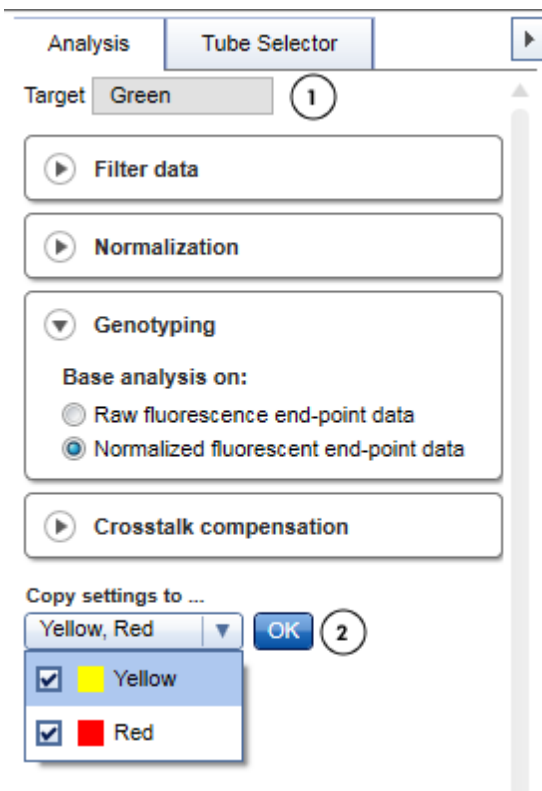 Analysis Tube Selector
Target Green 1
Filter data
Normalization
Genotyping
Base analysis on:
Raw fluorescence end-point data
Normalized fluorescent end-point data
Crosstalk compensation
Copy settings to ...
Yellow, Red OK 2
Yellow
Red